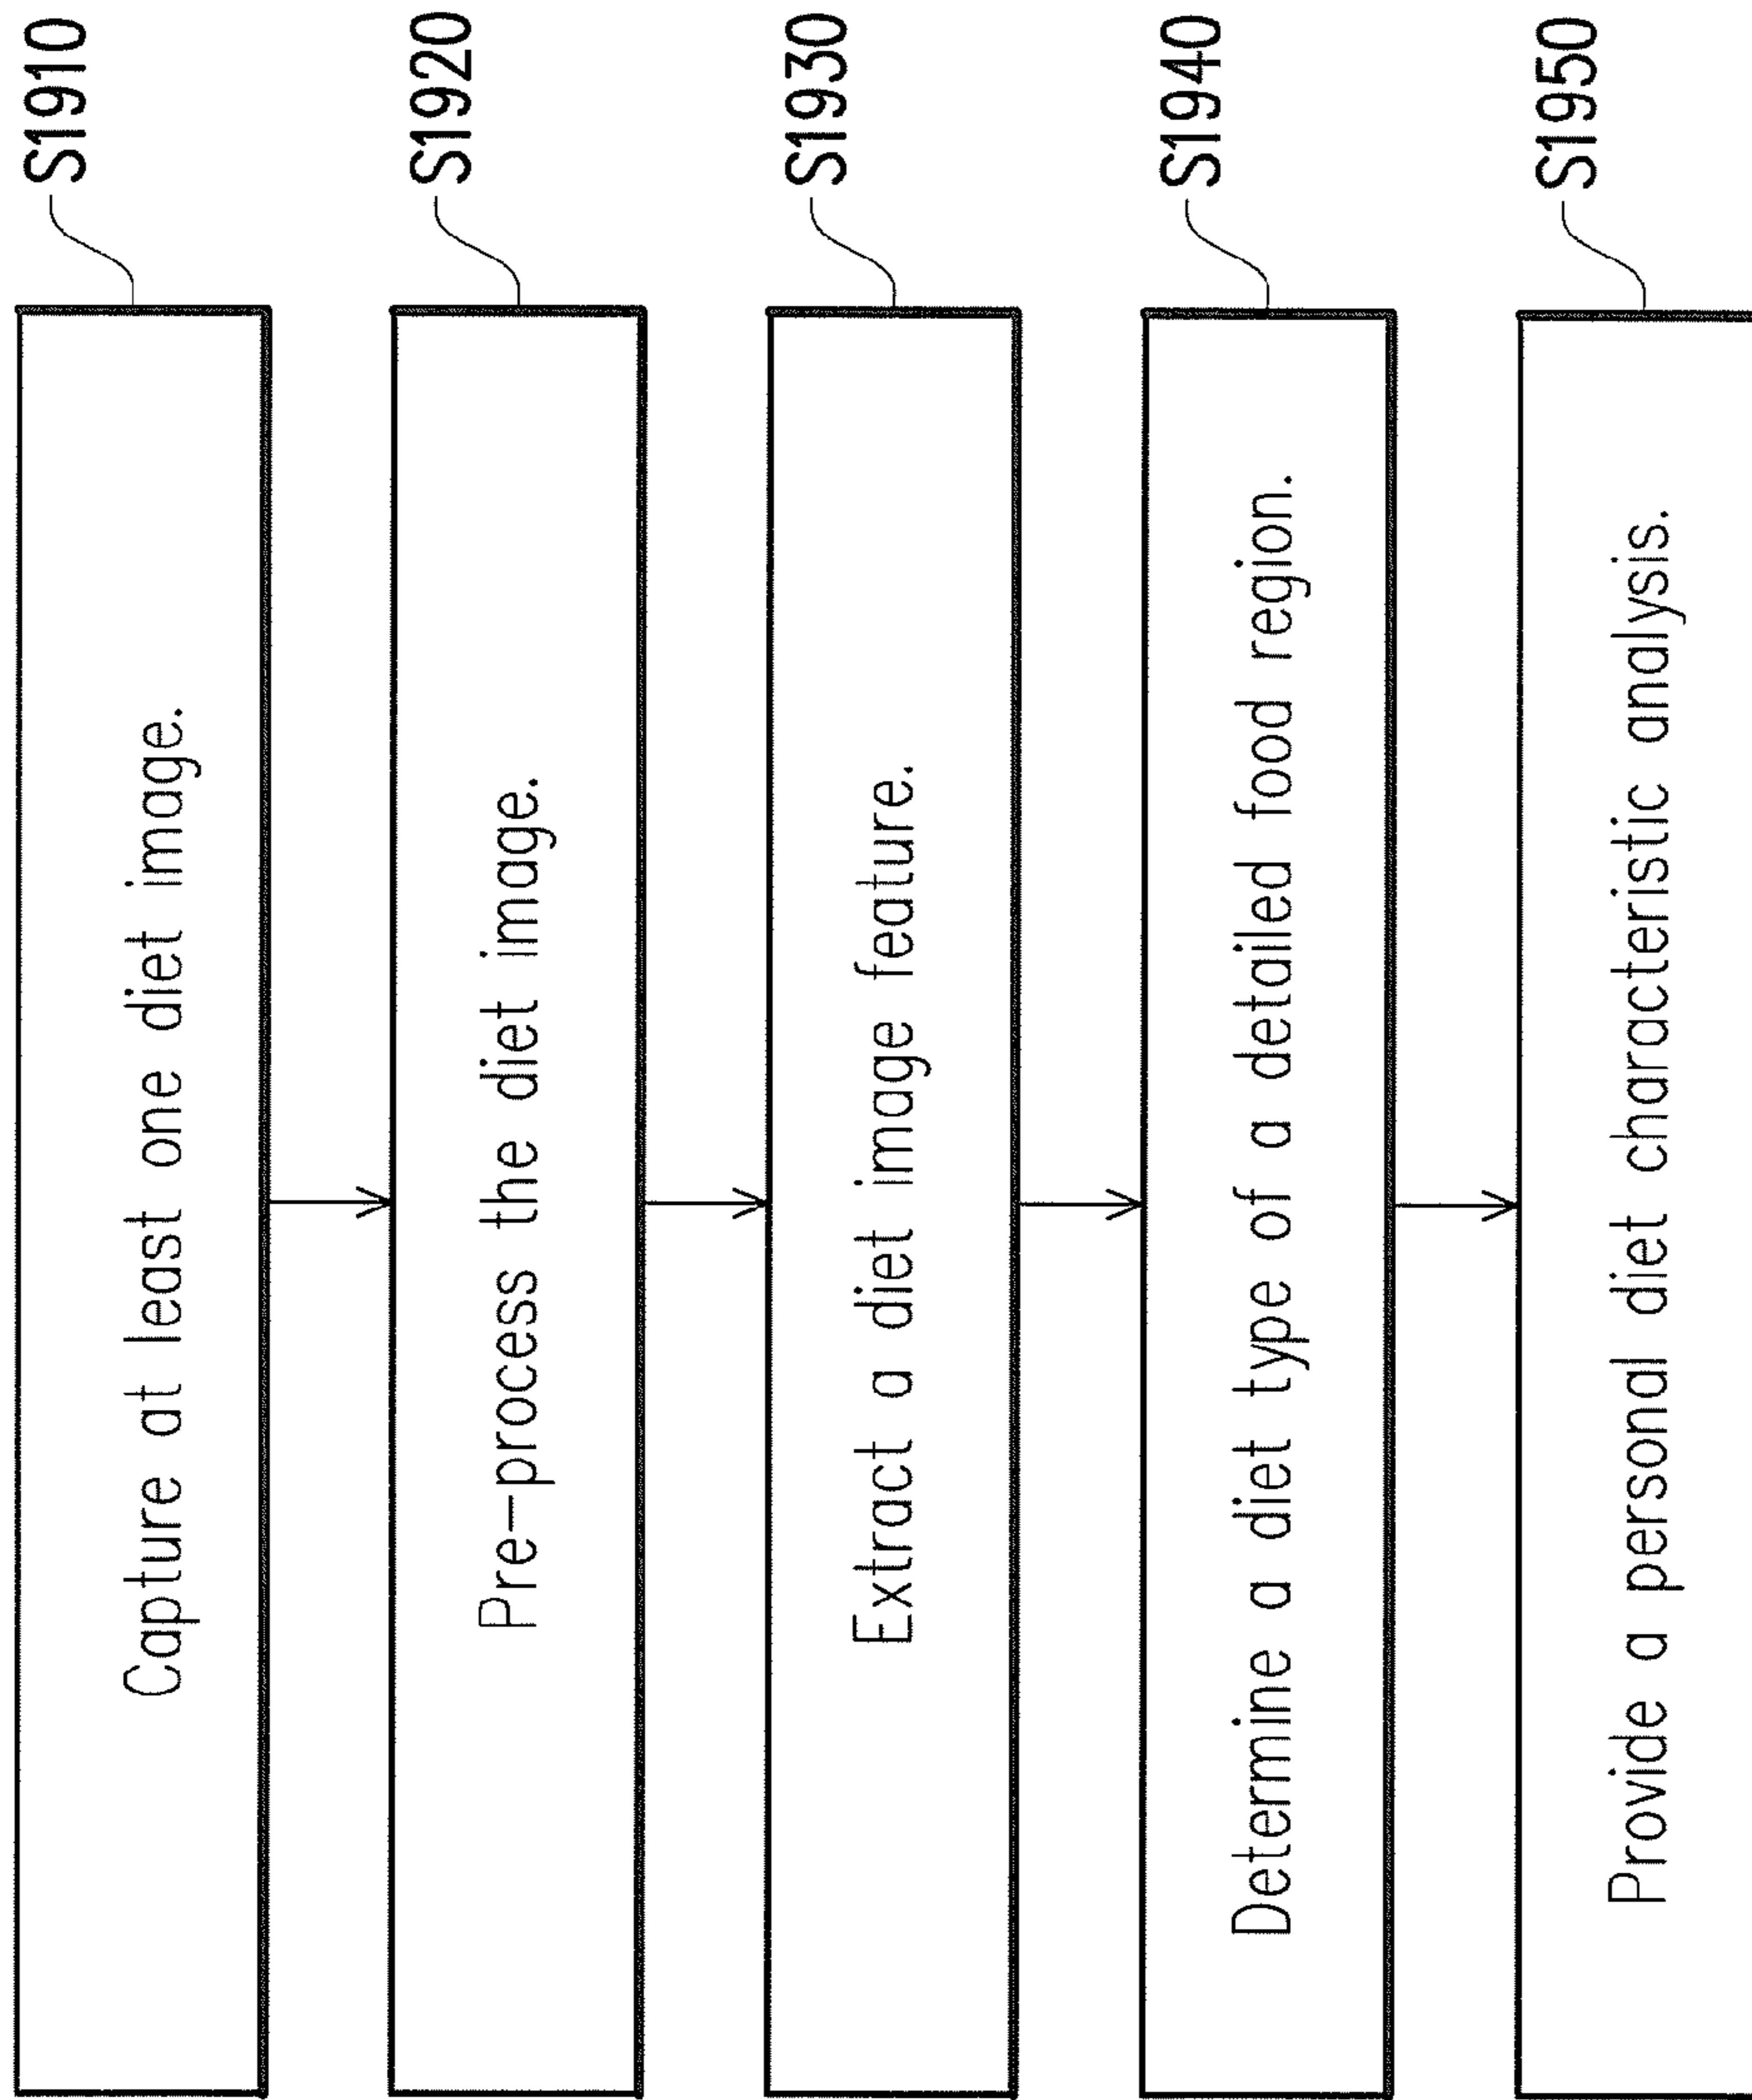 Capture at least one diet image.
S1910
Pre-process the diet image.
S1920
Extract a diet image feature.
S1930
Determine a diet type of a detailed food region.
S1940
Provide a personal diet characteristic analysis.
S1950